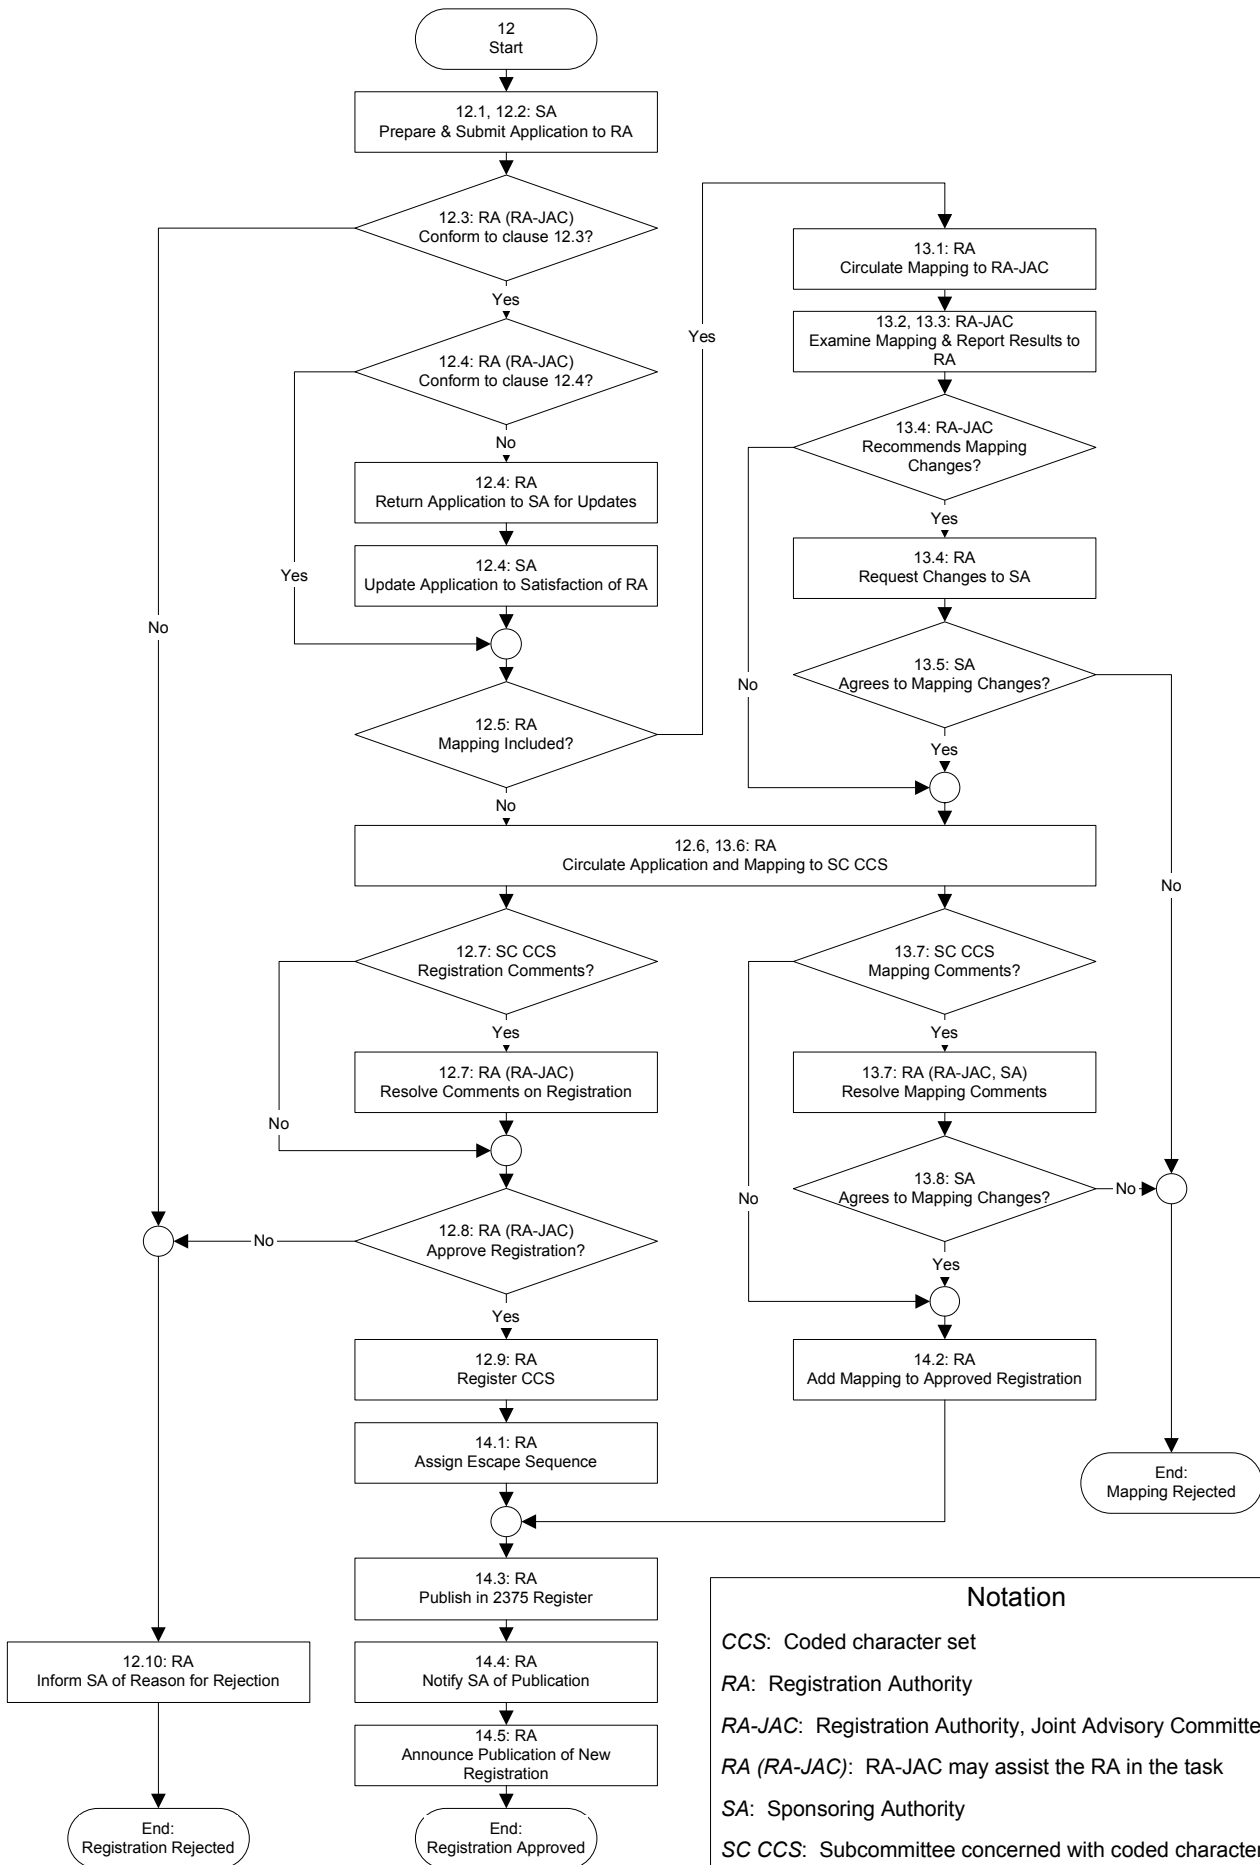 12
Start
12.1, 12.2: SA
Prepare & Submit Application to RA
12.3: RA (RA-JAC)
Conform to clause 12.3?
Yes
No
12.4: RA (RA-JAC)
Conform to clause 12.4?
No
Yes
12.4: RA
Return Application to SA for Updates
12.4: SA
Update Application to Satisfaction of RA
12.5: RA
Mapping Included?
Yes
No
13.1: RA
Circulate Mapping to RA-JAC
13.2, 13.3: RA-JAC
Examine Mapping & Report Results to
RA
13.4: RA-JAC
Recommends Mapping
Changes?
No
Yes
13.4: RA
Request Changes to SA
13.5: SA
Agrees to Mapping Changes?
Yes
No
12.6, 13.6: RA
Circulate Application and Mapping to SC CCS
12.7: SC CCS
Registration Comments?
Yes
No
12.7: RA (RA-JAC)
Resolve Comments on Registration
12.8: RA (RA-JAC)
Approve Registration?
No
Yes
13.7: SC CCS
Mapping Comments?
Yes
No
13.7: RA (RA-JAC, SA)
Resolve Mapping Comments
13.8: SA
Agrees to Mapping Changes?
No
Yes
12.9: RA
Register CCS
14.2: RA
Add Mapping to Approved Registration
14.1: RA
Assign Escape Sequence
End:
Mapping Rejected
14.3: RA
Publish in 2375 Register
12.10: RA
Inform SA of Reason for Rejection
14.4: RA
Notify SA of Publication
14.5: RA
Announce Publication of New
Registration
End:
Registration Rejected
End:
Registration Approved
Notation
CCS: Coded character set
RA: Registration Authority
RA-JAC: Registration Authority, Joint Advisory Committe
RA (RA-JAC): RA-JAC may assist the RA in the task
SA: Sponsoring Authority
SC CCS: Subcommittee concerned with coded character